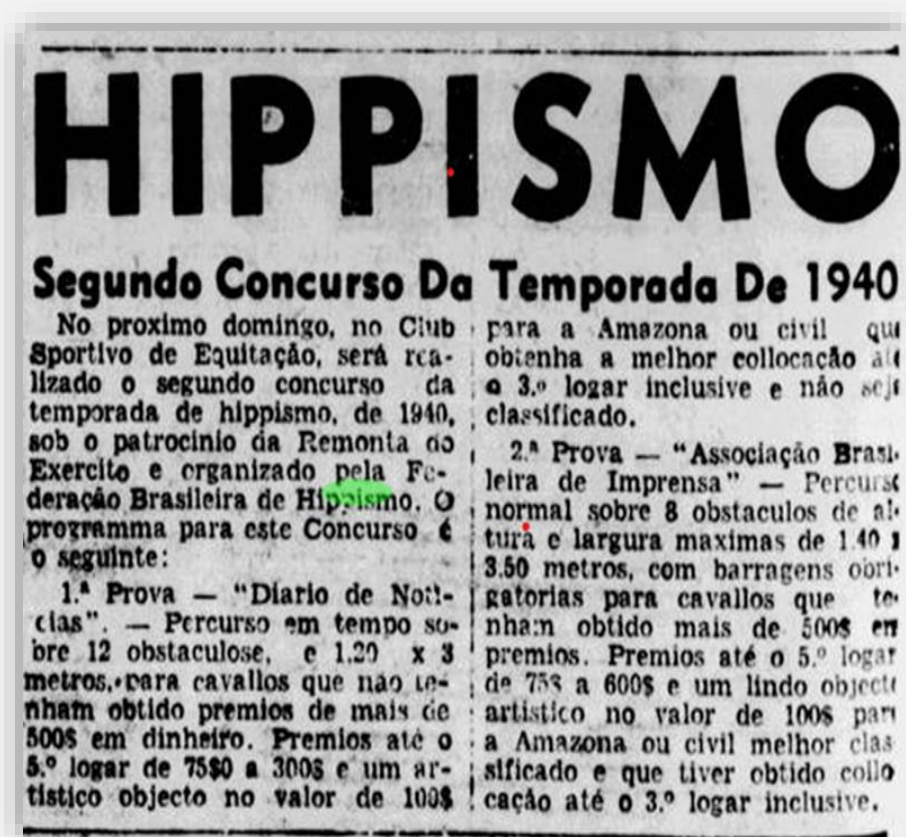 HIPPISMO
Segundo Concurso Da Temporada De 1940
No proximo domingo, no Club
Sportivo de Equitação, será rea-
lizado o segundo concurso da
temporada de hippismo, de 1940,
sob o patrocinio da Remonta do
Exercito e organizado pela Fe-
deração Brasileira de Hippismo. O
programma para este Concurso é
o seguinte:
1.ª Prova — "Diario de Noti-
cias". — Percurso em tempo so-
bre 12 obstaculose, e 1.20 x 3
metros, para cavallos que não te-
nham obtido premios de mais de
500$ em dinheiro. Premios até o
5.º logar de 75$0 a 300$ e um ar-
tistico objecto no valor de 100$
para a Amazona ou civil que
obtenha a melhor collocação até
o 3.º logar inclusive e não seja
classificado.
2.ª Prova — "Associação Brasi-
leira de Imprensa" — Percurso
normal sobre 8 obstaculos de al-
tura e largura maximas de 1.40
3.50 metros, com barragens obri-
gatorias para cavallos que te-
nham obtido mais de 500$ em
premios. Premios até o 5.º logar
de 75$ a 600$ e um lindo objecto
artistico no valor de 100$ para
a Amazona ou civil melhor clas
sificado e que tiver obtido collo
cação até o 3.º logar inclusive.